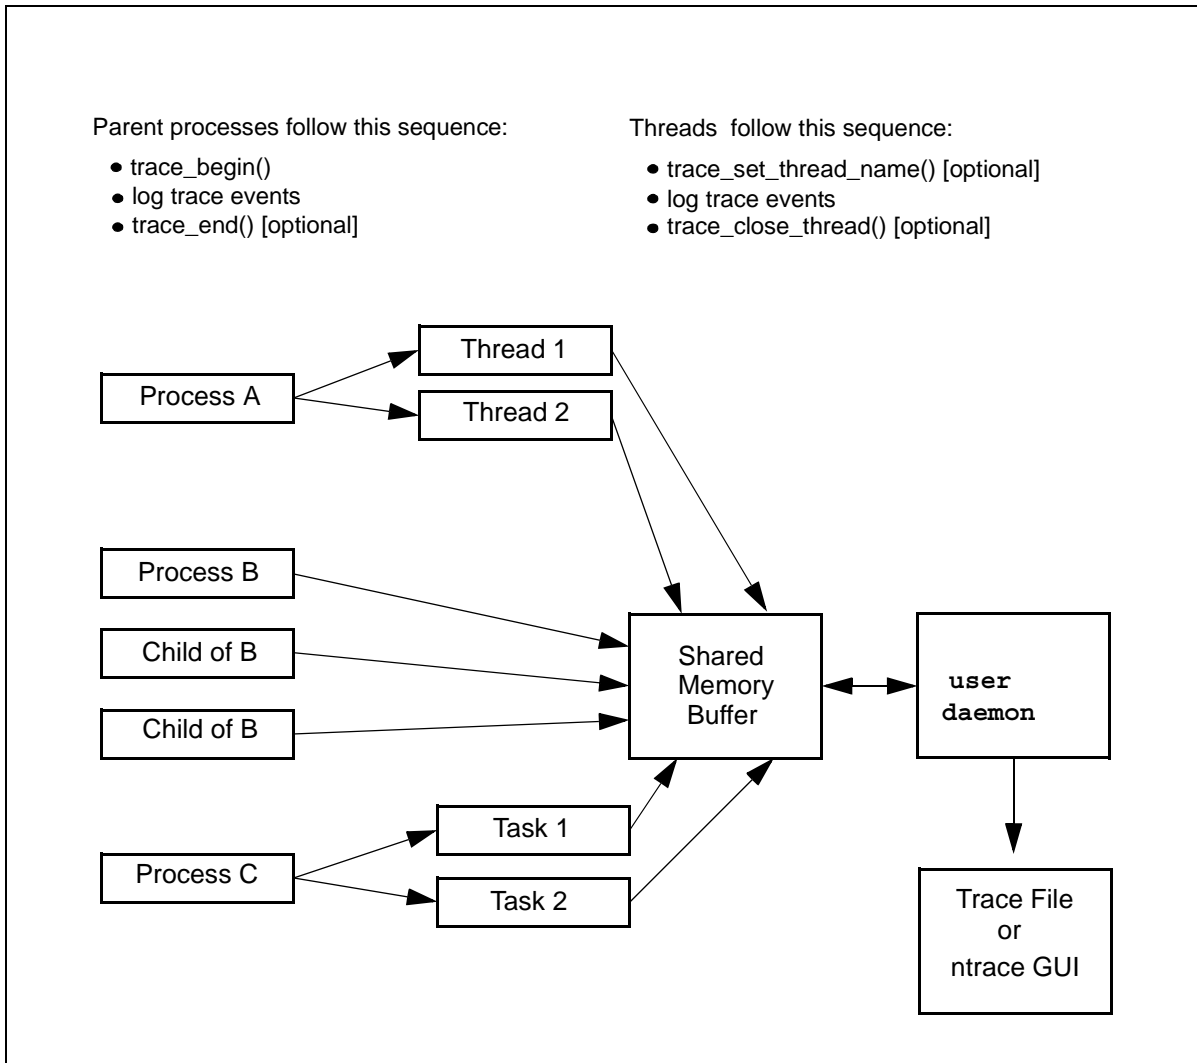 Parent processes follow this sequence:
• trace_begin()
• log trace events
• trace_end() [optional]
Threads follow this sequence:
• trace_set_thread_name() [optional]
• log trace events
• trace_close_thread() [optional]
Thread 1
Process A
Thread 2
Process B
Child of B
Child of B
Shared
Memory
Buffer
user
daemon
Task 1
Process C
Task 2
Trace File
or
ntrace GUI